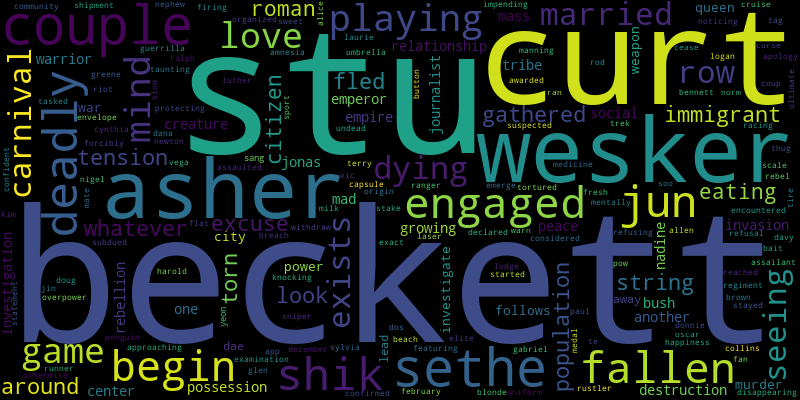 community shipment nephew firing organized sweet alice impending cruise
couple roman playing mass married queen tag
love relationship noticing
warrior guerrilla ralph manning cease curse apology
carnival deadly mind taunting stu curt weapon
greene riot luther amnesia umbrella laurie tribe rod logan coup ultimate
tasked protecting fled citizen journalist awarded ran row bennett norm
war envelope emperor button gathered social immigrant
cynthia creature empire suspected trek racing thug
forcibly dana newton undead wesker scale rebel
tension vega sang jonas medicine
confident nigel assaulted terry dying emerge tortured fresh soo encountered
asher vic capsule ranger mentally eating
mate origin mad milk stake engaged jun tire
kim whatever excuse growing peace refusing allen invasion
flat city breach withdraw exact laser declared warn considered nadine refusal davy
investigation subdued harold knocking bait assailant
beckett
doug torn power exists investigate lodge started pow population string away bush reached regiment seeing
jin overpower rebellion possession look follows another brown stayed
statement one yeon sniper paul donnie oscar
penguin dae dos beach elite te medal happiness collins
game approaching examination app december sylvia lead featuring gabriel fan murder
runner begin glen shik sethe fallen
around otherwise center confirmed february blonde uniform rustler destruction disappearing